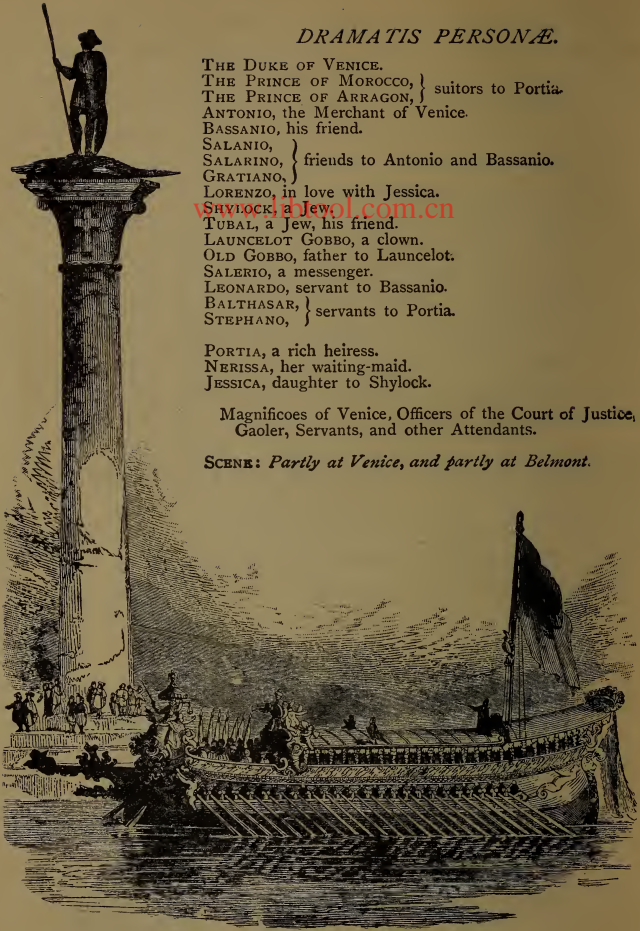 DRAMATIS PERSONÆ.
THE DUKE OF VENICE.
THE PRINCE OF MOROCCO, } suitors to Portia.
THE PRINCE OF ARRAGON,
ANTONIO, the Merchant of Venice.
BASSANIO, his friend.
SALANIO,
SALARINO, } friends to Antonio and Bassanio.
GRATIANO,
LORENZO, in love with Jessica.
SHYLOCK, a Jew.
www.libtool.com.cn
TUBAL, a Jew, his friend.
LAUNCELOT GOBBO, a clown.
OLD GOBBO, father to Launcelot.
SALERIO, a messenger.
LEONARDO, servant to Bassanio.
BALTHASAR, } servants to Portia.
STEPHANO,
PORTIA, a rich heiress.
NERISSA, her waiting-maid.
JESSICA, daughter to Shylock.
Magnificoes of Venice, Officers of the Court of Justice,
Gaoler, Servants, and other Attendants.
SCENE: Partly at Venice, and partly at Belmont.